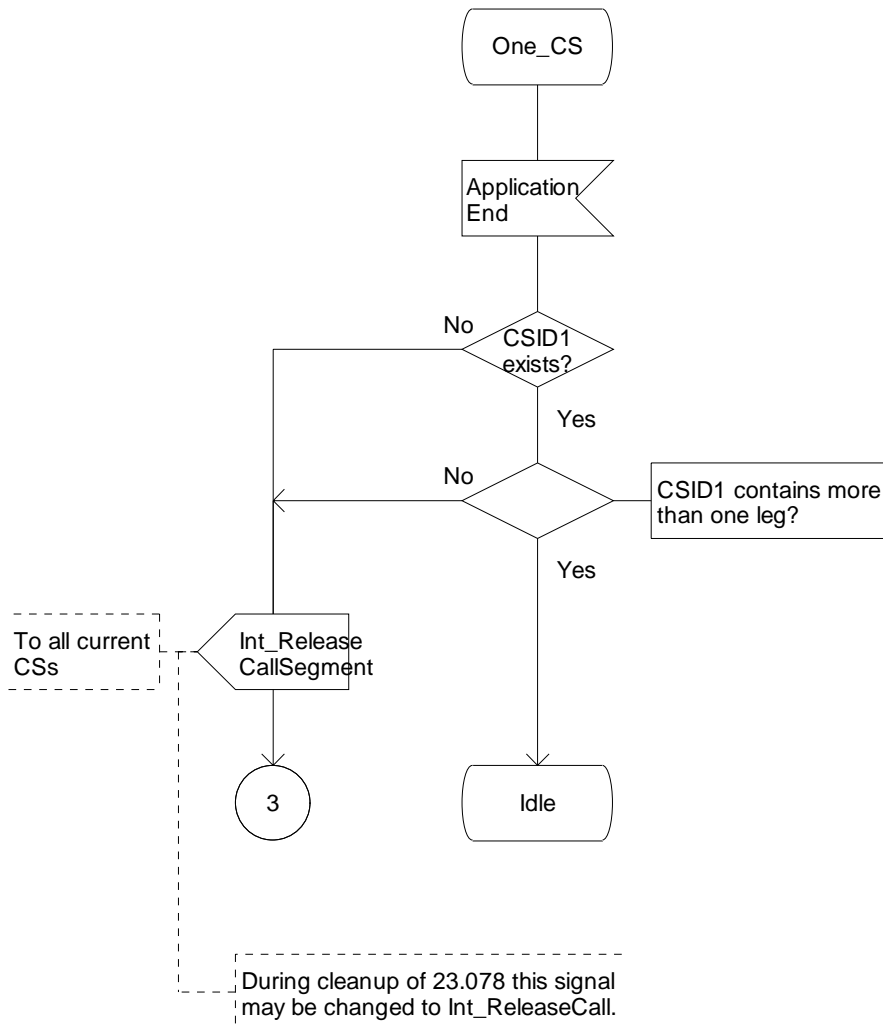 One_CS
Application
End
No
CSID1
exists?
Yes
No
CSID1 contains more
than one leg?
Yes
To all current
CSs
Int_Release
CallSegment
3
Idle
During cleanup of 23.078 this signal
may be changed to Int_ReleaseCall.